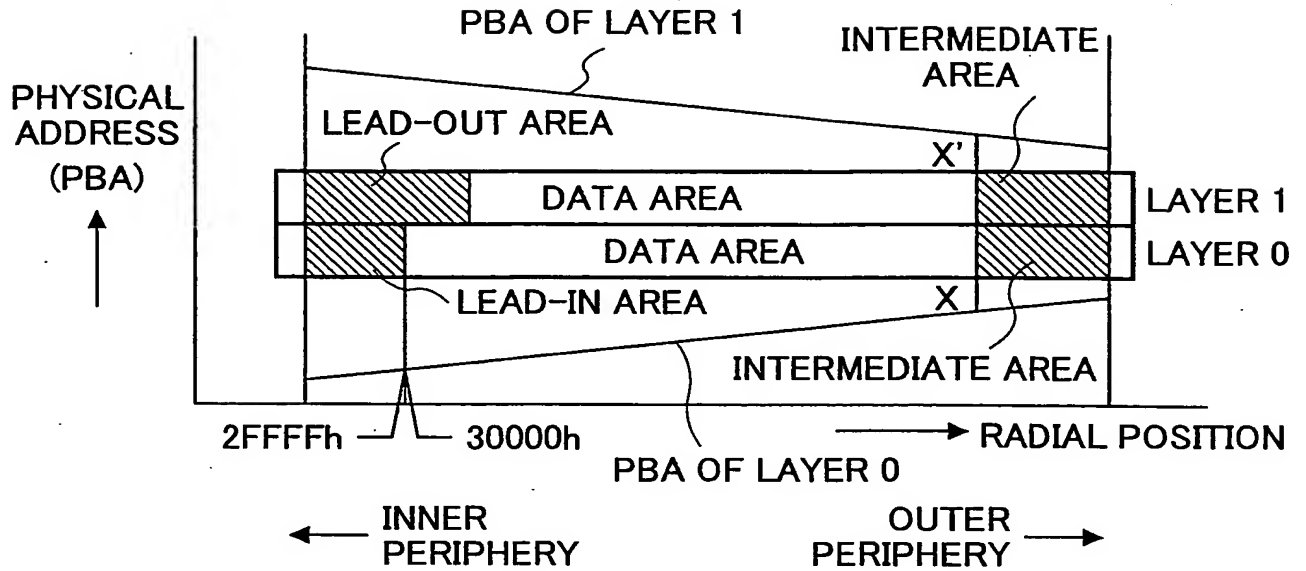 PBA OF LAYER 1
INTERMEDIATE
AREA
PHYSICAL
ADDRESS
(PBA)
LEAD-OUT AREA
X'
DATA AREA
LAYER 1
DATA AREA
LAYER 0
LEAD-IN AREA
X
INTERMEDIATE AREA
2FFFFh
30000h
RADIAL POSITION
PBA OF LAYER 0
INNER
PERIPHERY
OUTER
PERIPHERY